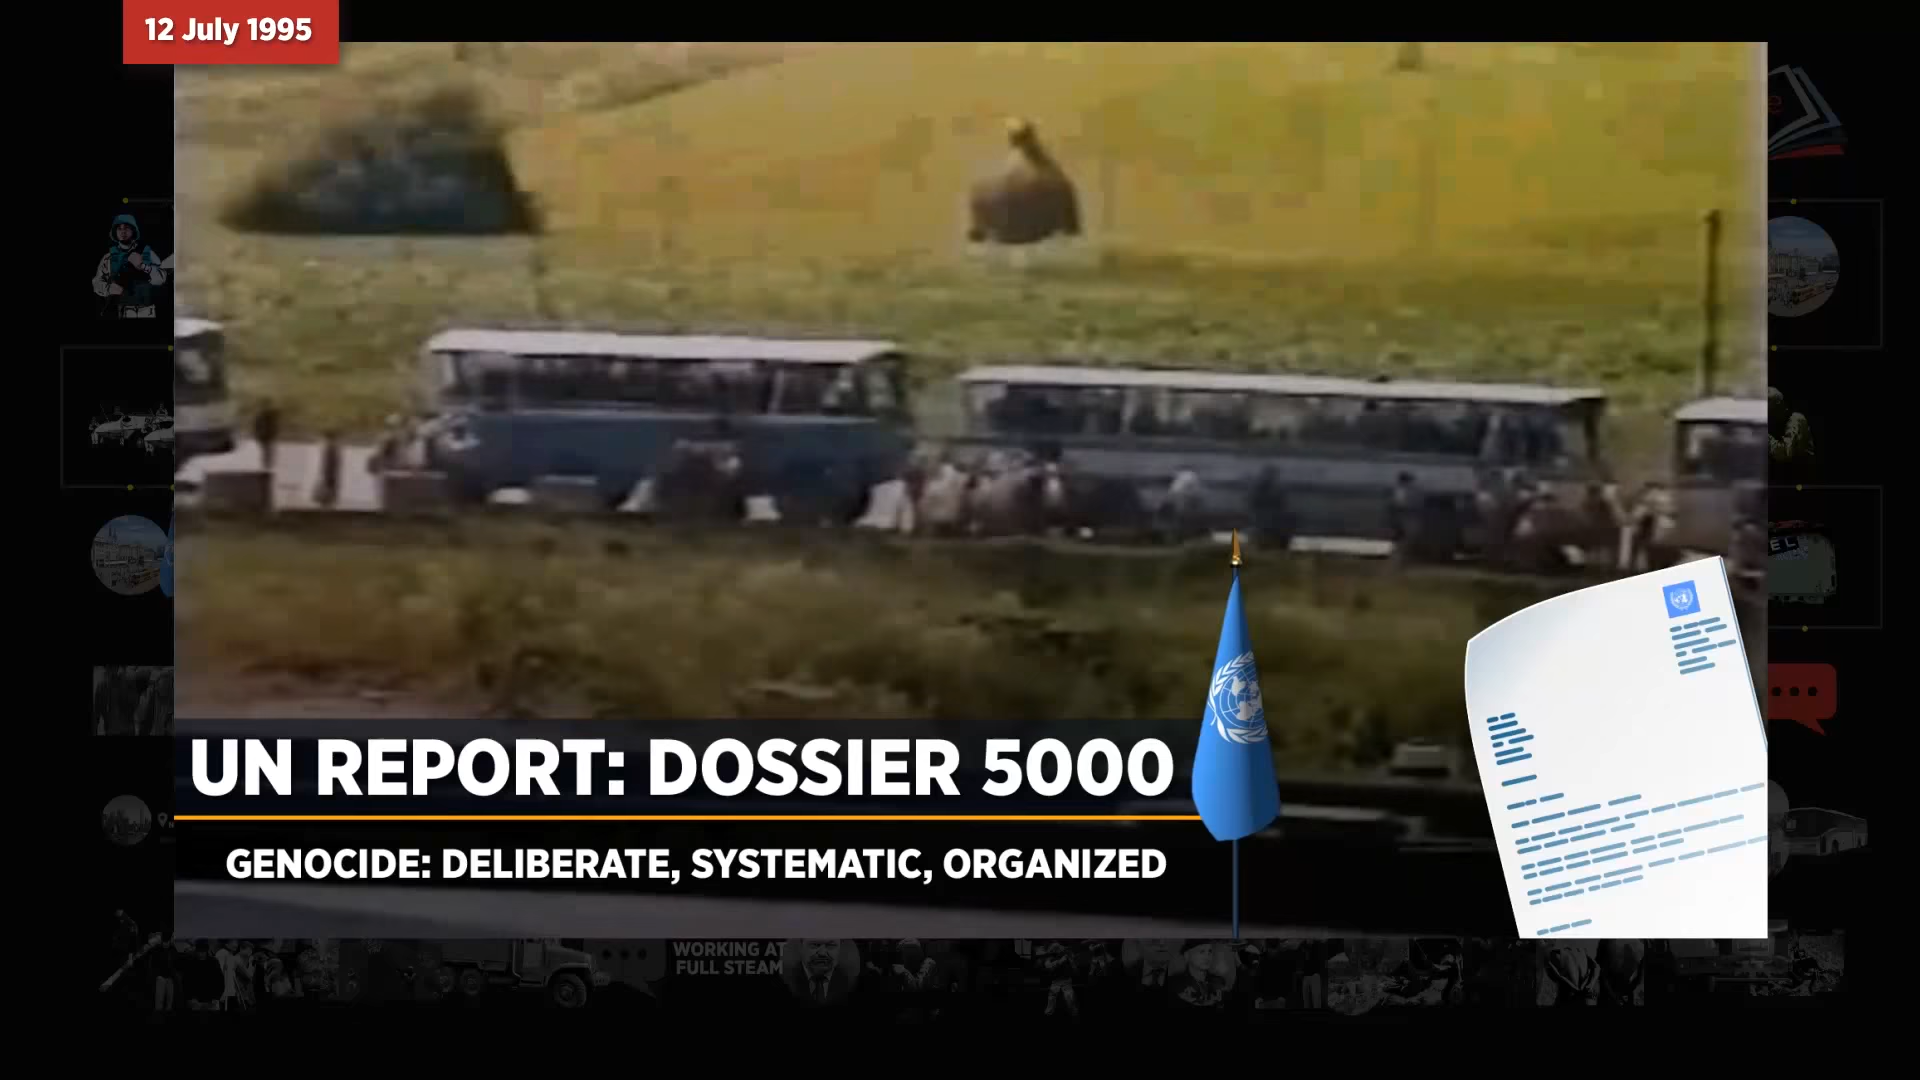 12 July 1995
UN REPORT: DOSSIER 5000
GENOCIDE: DELIBERATE, SYSTEMATIC, ORGANIZED
WORKING AT
FULL STEAM